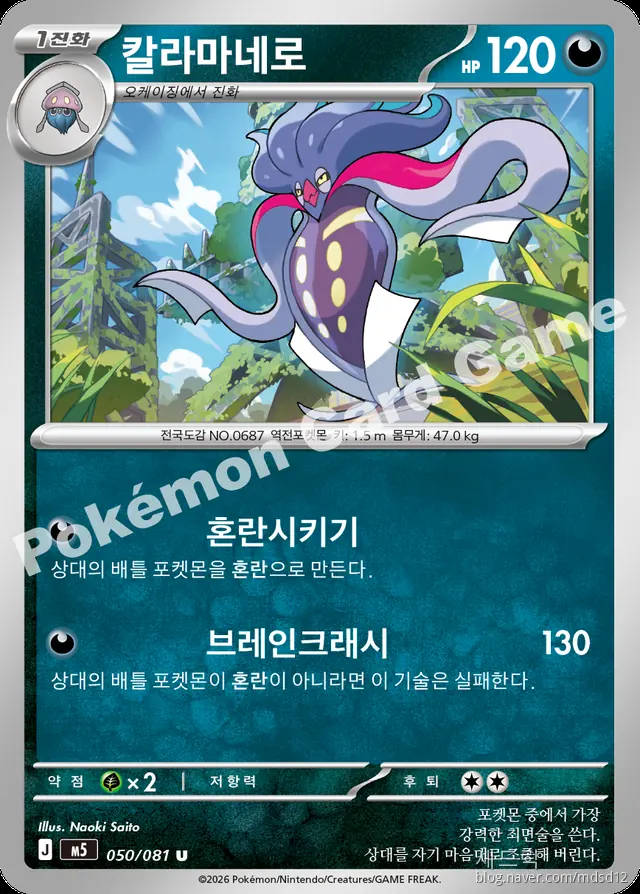 1진화
칼라마네로
HP 120
오케이징에서 진화
전국도감 NO.0687 역전포켓몬 키: 1.5 m 몸무게: 47.0 kg
Pokémon Card Game
혼란시키기
상대의 배틀 포켓몬을 혼란으로 만든다.
브레인크래시 130
상대의 배틀 포켓몬이 혼란이 아니라면 이 기술은 실패한다.
약점 ×2 저항력 후퇴
포켓몬 중에서 가장
강력한 최면술을 쓴다.
상대를 자기 마음대로 조종해 버린다.
Illus. Naoki Saito
J m5 050/081 U
©2026 Pokémon/Nintendo/Creatures/GAME FREAK.
blog.naver.com/mdsd12